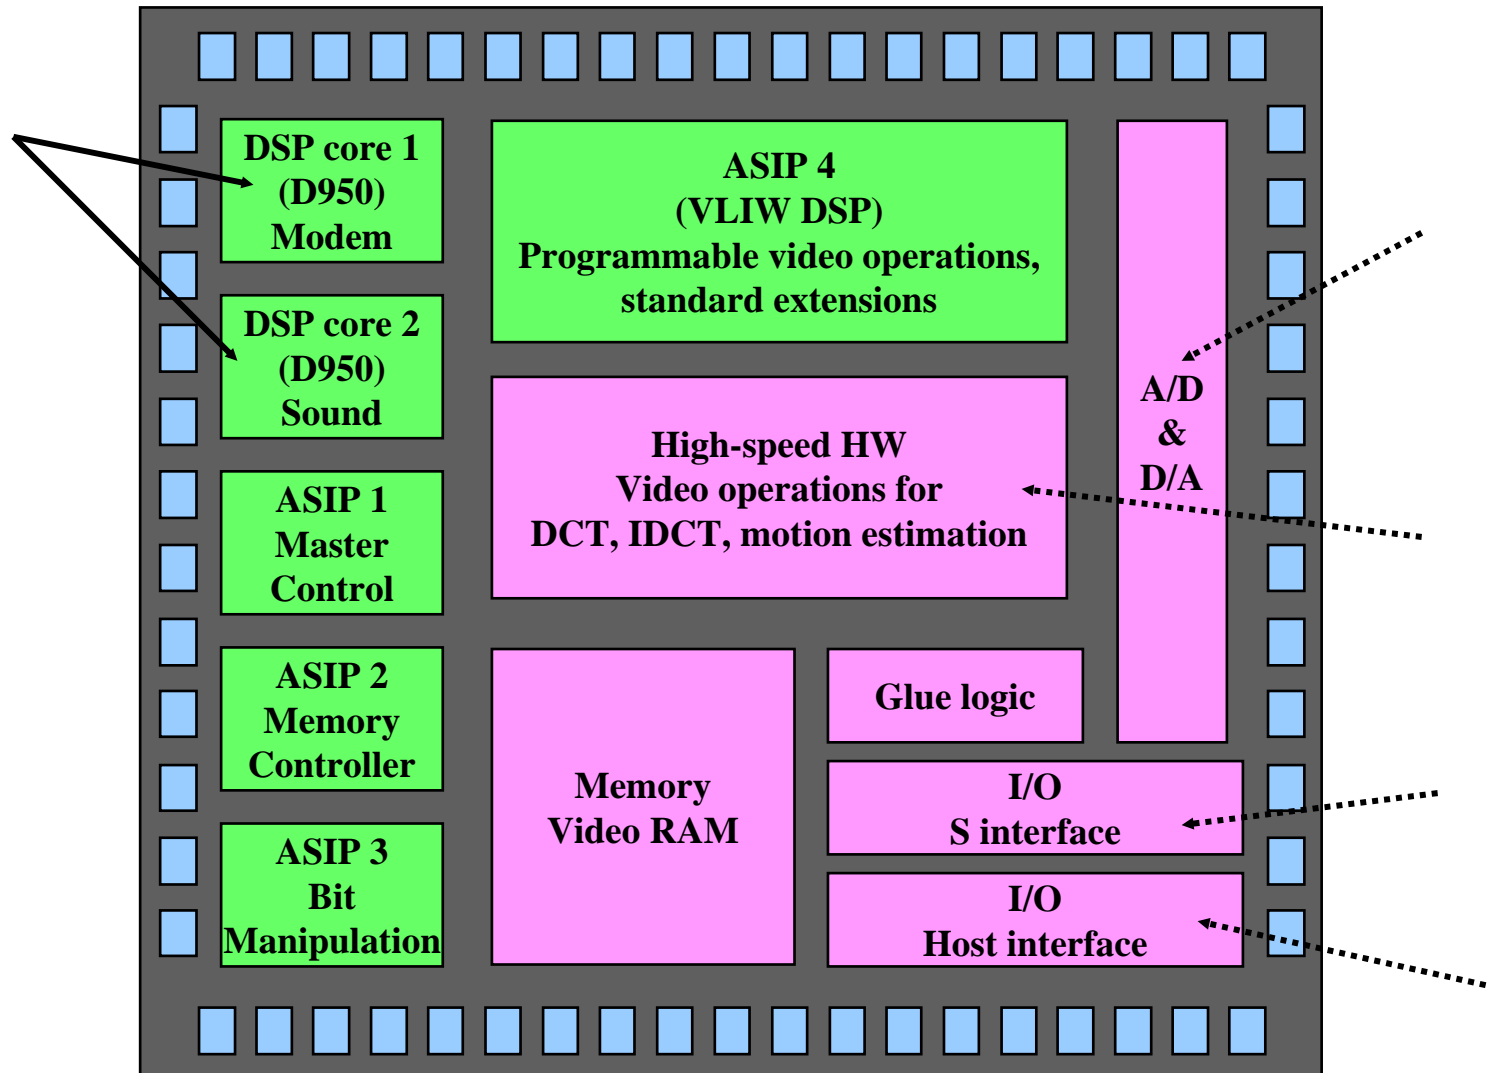 DSP core 1
(D950)
Modem
DSP core 2
(D950)
Sound
ASIP 1
Master
Control
ASIP 2
Memory
Controller
ASIP 3
Bit
Manipulation
ASIP 4
(VLIW DSP)
Programmable video operations,
standard extensions
High-speed HW
Video operations for
DCT, IDCT, motion estimation
A/D
&
D/A
Memory
Video RAM
Glue logic
I/O
S interface
I/O
Host interface